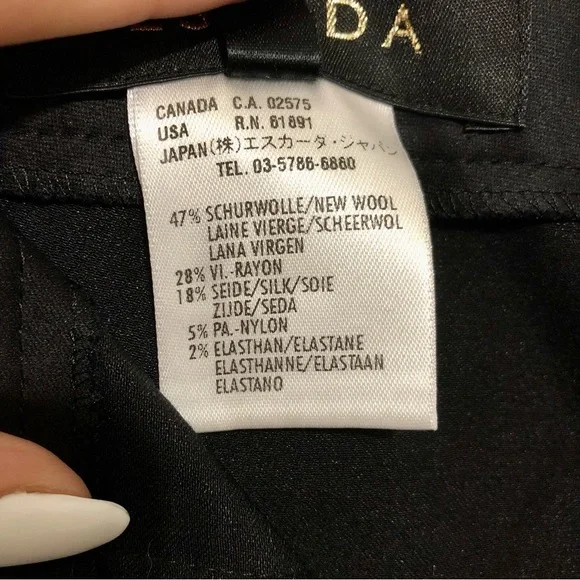 DA
CANADA C.A. 02575
USA R.N. 81891
JAPAN(株)エスカーダ・ジャパン
TEL. 03-5786-6880
47% SCHURWOLLE/NEW WOOL
LAINE VIERGE/SCHEERWOL
LANA VIRGEN
28% VI.-RAYON
18% SEIDE/SILK/SOIE
ZIJDE/SEDA
5% PA.-NYLON
2% ELASTHAN/ELASTANE
ELASTHANNE/ELASTAAN
ELASTANO